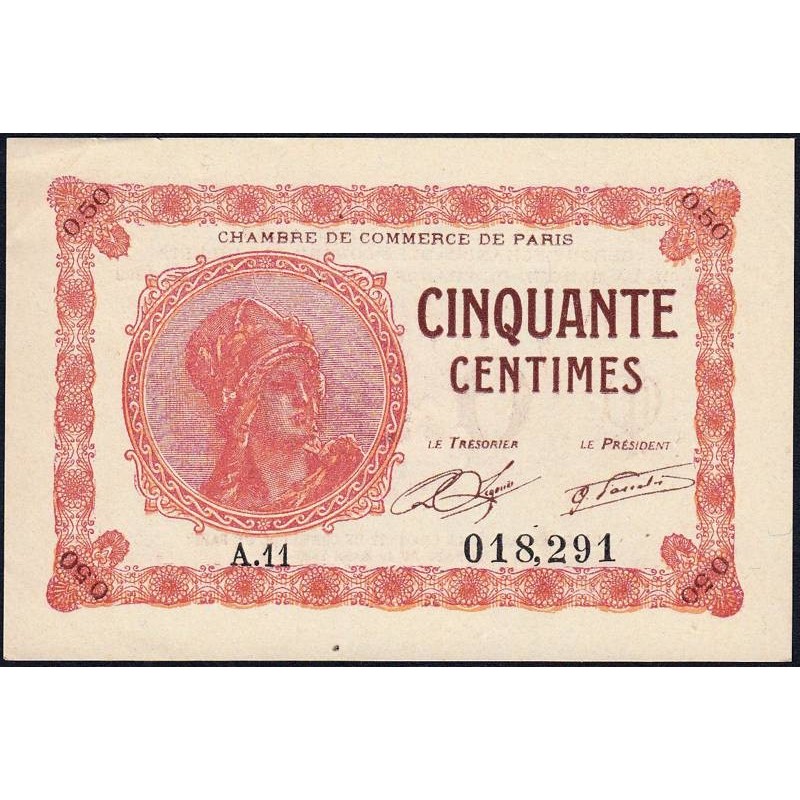 0.50 0.50
CHAMBRE DE COMMERCE DE PARIS
CINQUANTE
CENTIMES
LE TRESORIER LE PRÉSIDENT
A.11 018,291
0.50 0.50